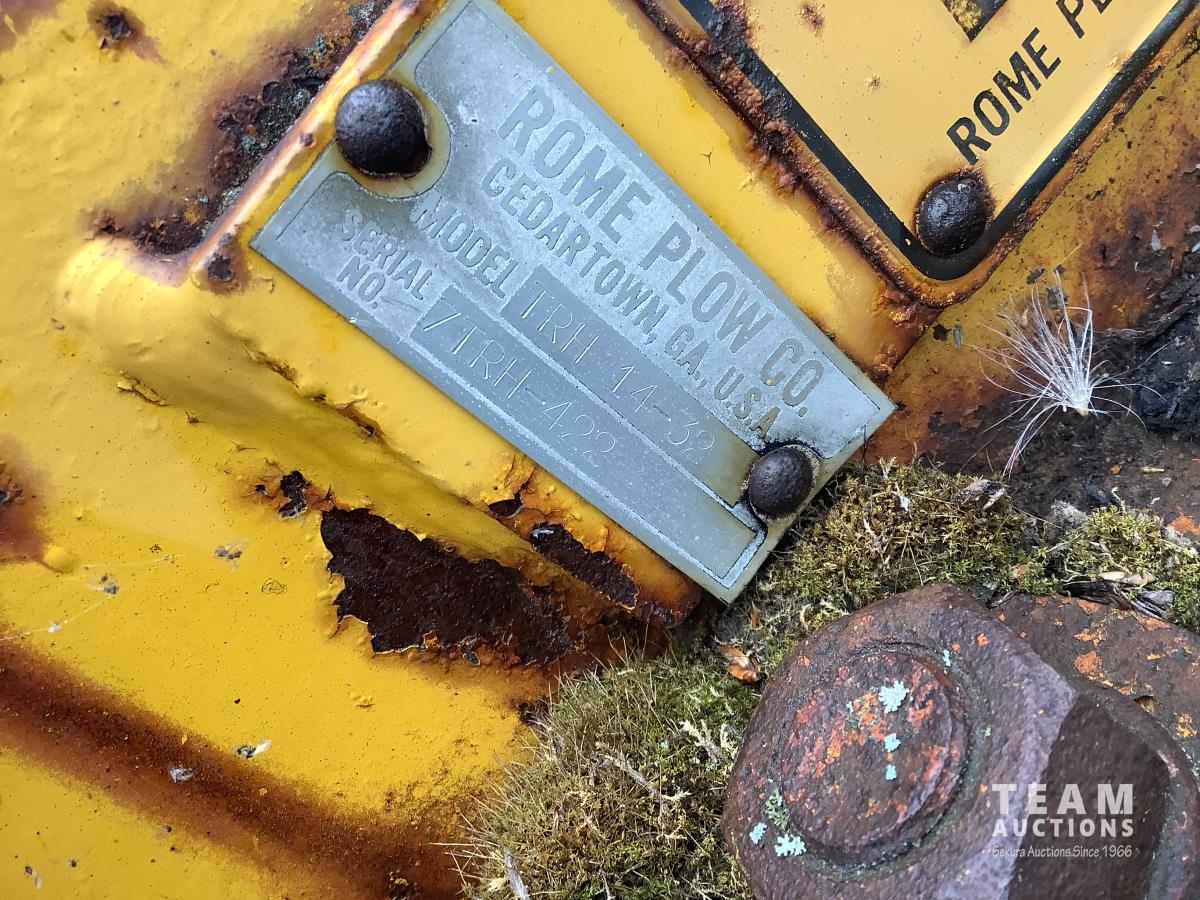 ROME PLOW CO.
CEDARTOWN, GA., U.S.A.
MODEL TRH 14-32
SERIAL NO. 7TRH-422
ROME
TEAM
AUCTIONS
Sekura Auctions Since 1966